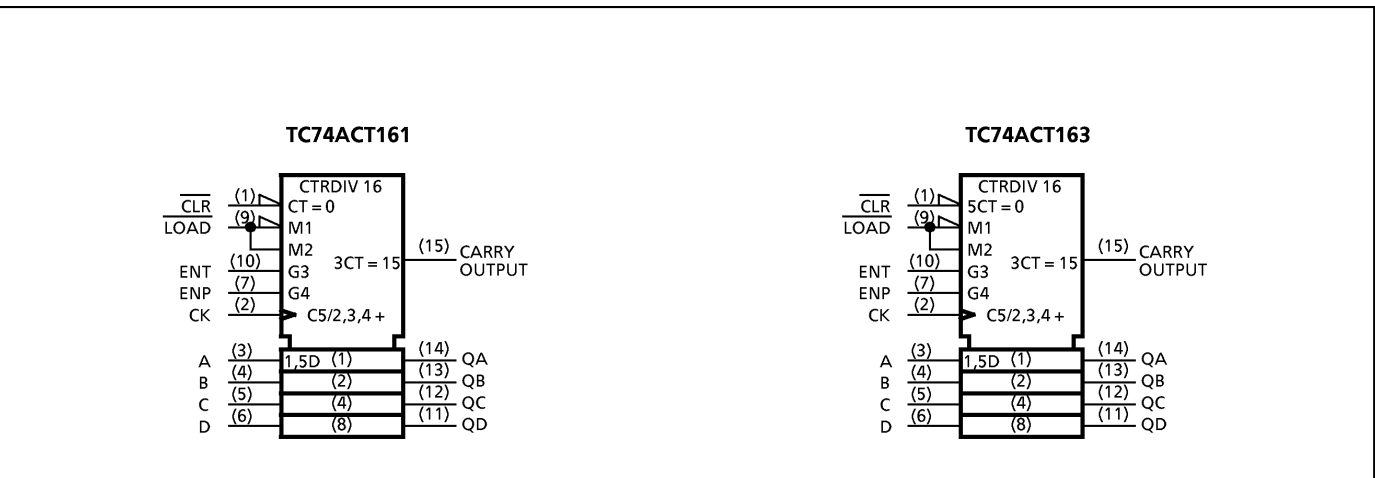 TC74ACT161
CTRDIV 16
CLR (1) CT = 0
LOAD (9) M1
M2
ENT (10) G3
ENP (7) G4
CK (2) C5/2,3,4 +
3CT = 15 (15) CARRY
OUTPUT
A (3) 1,5D (1) (14) QA
B (4) (2) (13) QB
C (5) (4) (12) QC
D (6) (8) (11) QD
TC74ACT163
CTRDIV 16
CLR (1) 5CT = 0
LOAD (9) M1
M2
ENT (10) G3
ENP (7) G4
CK (2) C5/2,3,4 +
3CT = 15 (15) CARRY
OUTPUT
A (3) 1,5D (1) (14) QA
B (4) (2) (13) QB
C (5) (4) (12) QC
D (6) (8) (11) QD